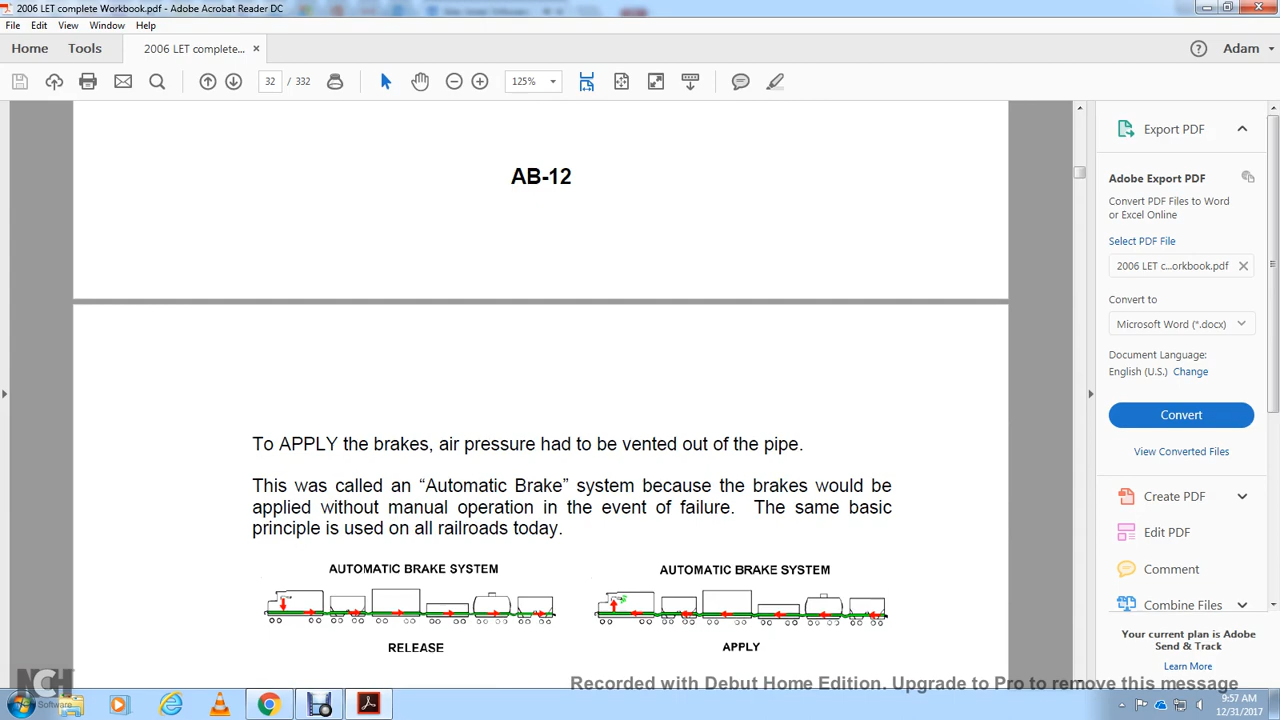 2006 LET complete Workbook.pdf - Adobe Acrobat Reader DC
File Edit View Window Help
Home Tools 2006 LET complete... × Adam
32 / 332 125%
AB-12
To APPLY the brakes, air pressure had to be vented out of the pipe.
This was called an “Automatic Brake” system because the brakes would be
applied without manual operation in the event of failure. The same basic
principle is used on all railroads today.
AUTOMATIC BRAKE SYSTEM
RELEASE
AUTOMATIC BRAKE SYSTEM
APPLY
Export PDF
Adobe Export PDF
Convert PDF Files to Word
or Excel Online
Select PDF File
2006 LET c...orkbook.pdf
Convert to
Microsoft Word (*.docx)
Document Language:
English (U.S.) Change
Convert
View Converted Files
Create PDF
Edit PDF
Comment
Combine Files
Your current plan is Adobe
Send & Track
Learn More
NCH
Software
Recorded with Debut Home Edition. Upgrade to Pro to remove this message
9:57 AM
12/31/2017